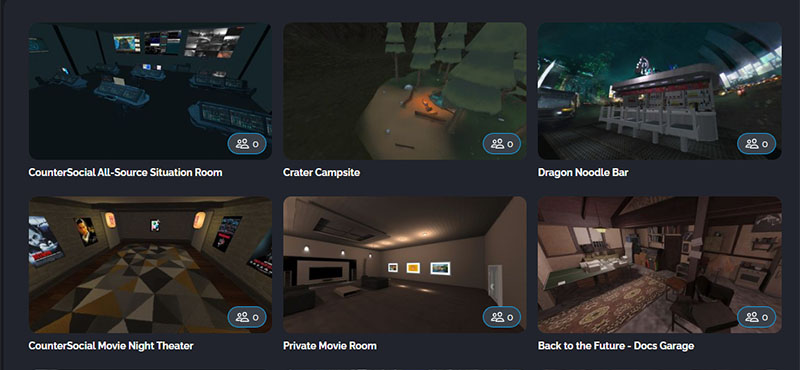 0
0
0
CounterSocial All-Source Situation Room
Crater Campsite
Dragon Noodle Bar
0
0
0
CounterSocial Movie Night Theater
Private Movie Room
Back to the Future - Docs Garage